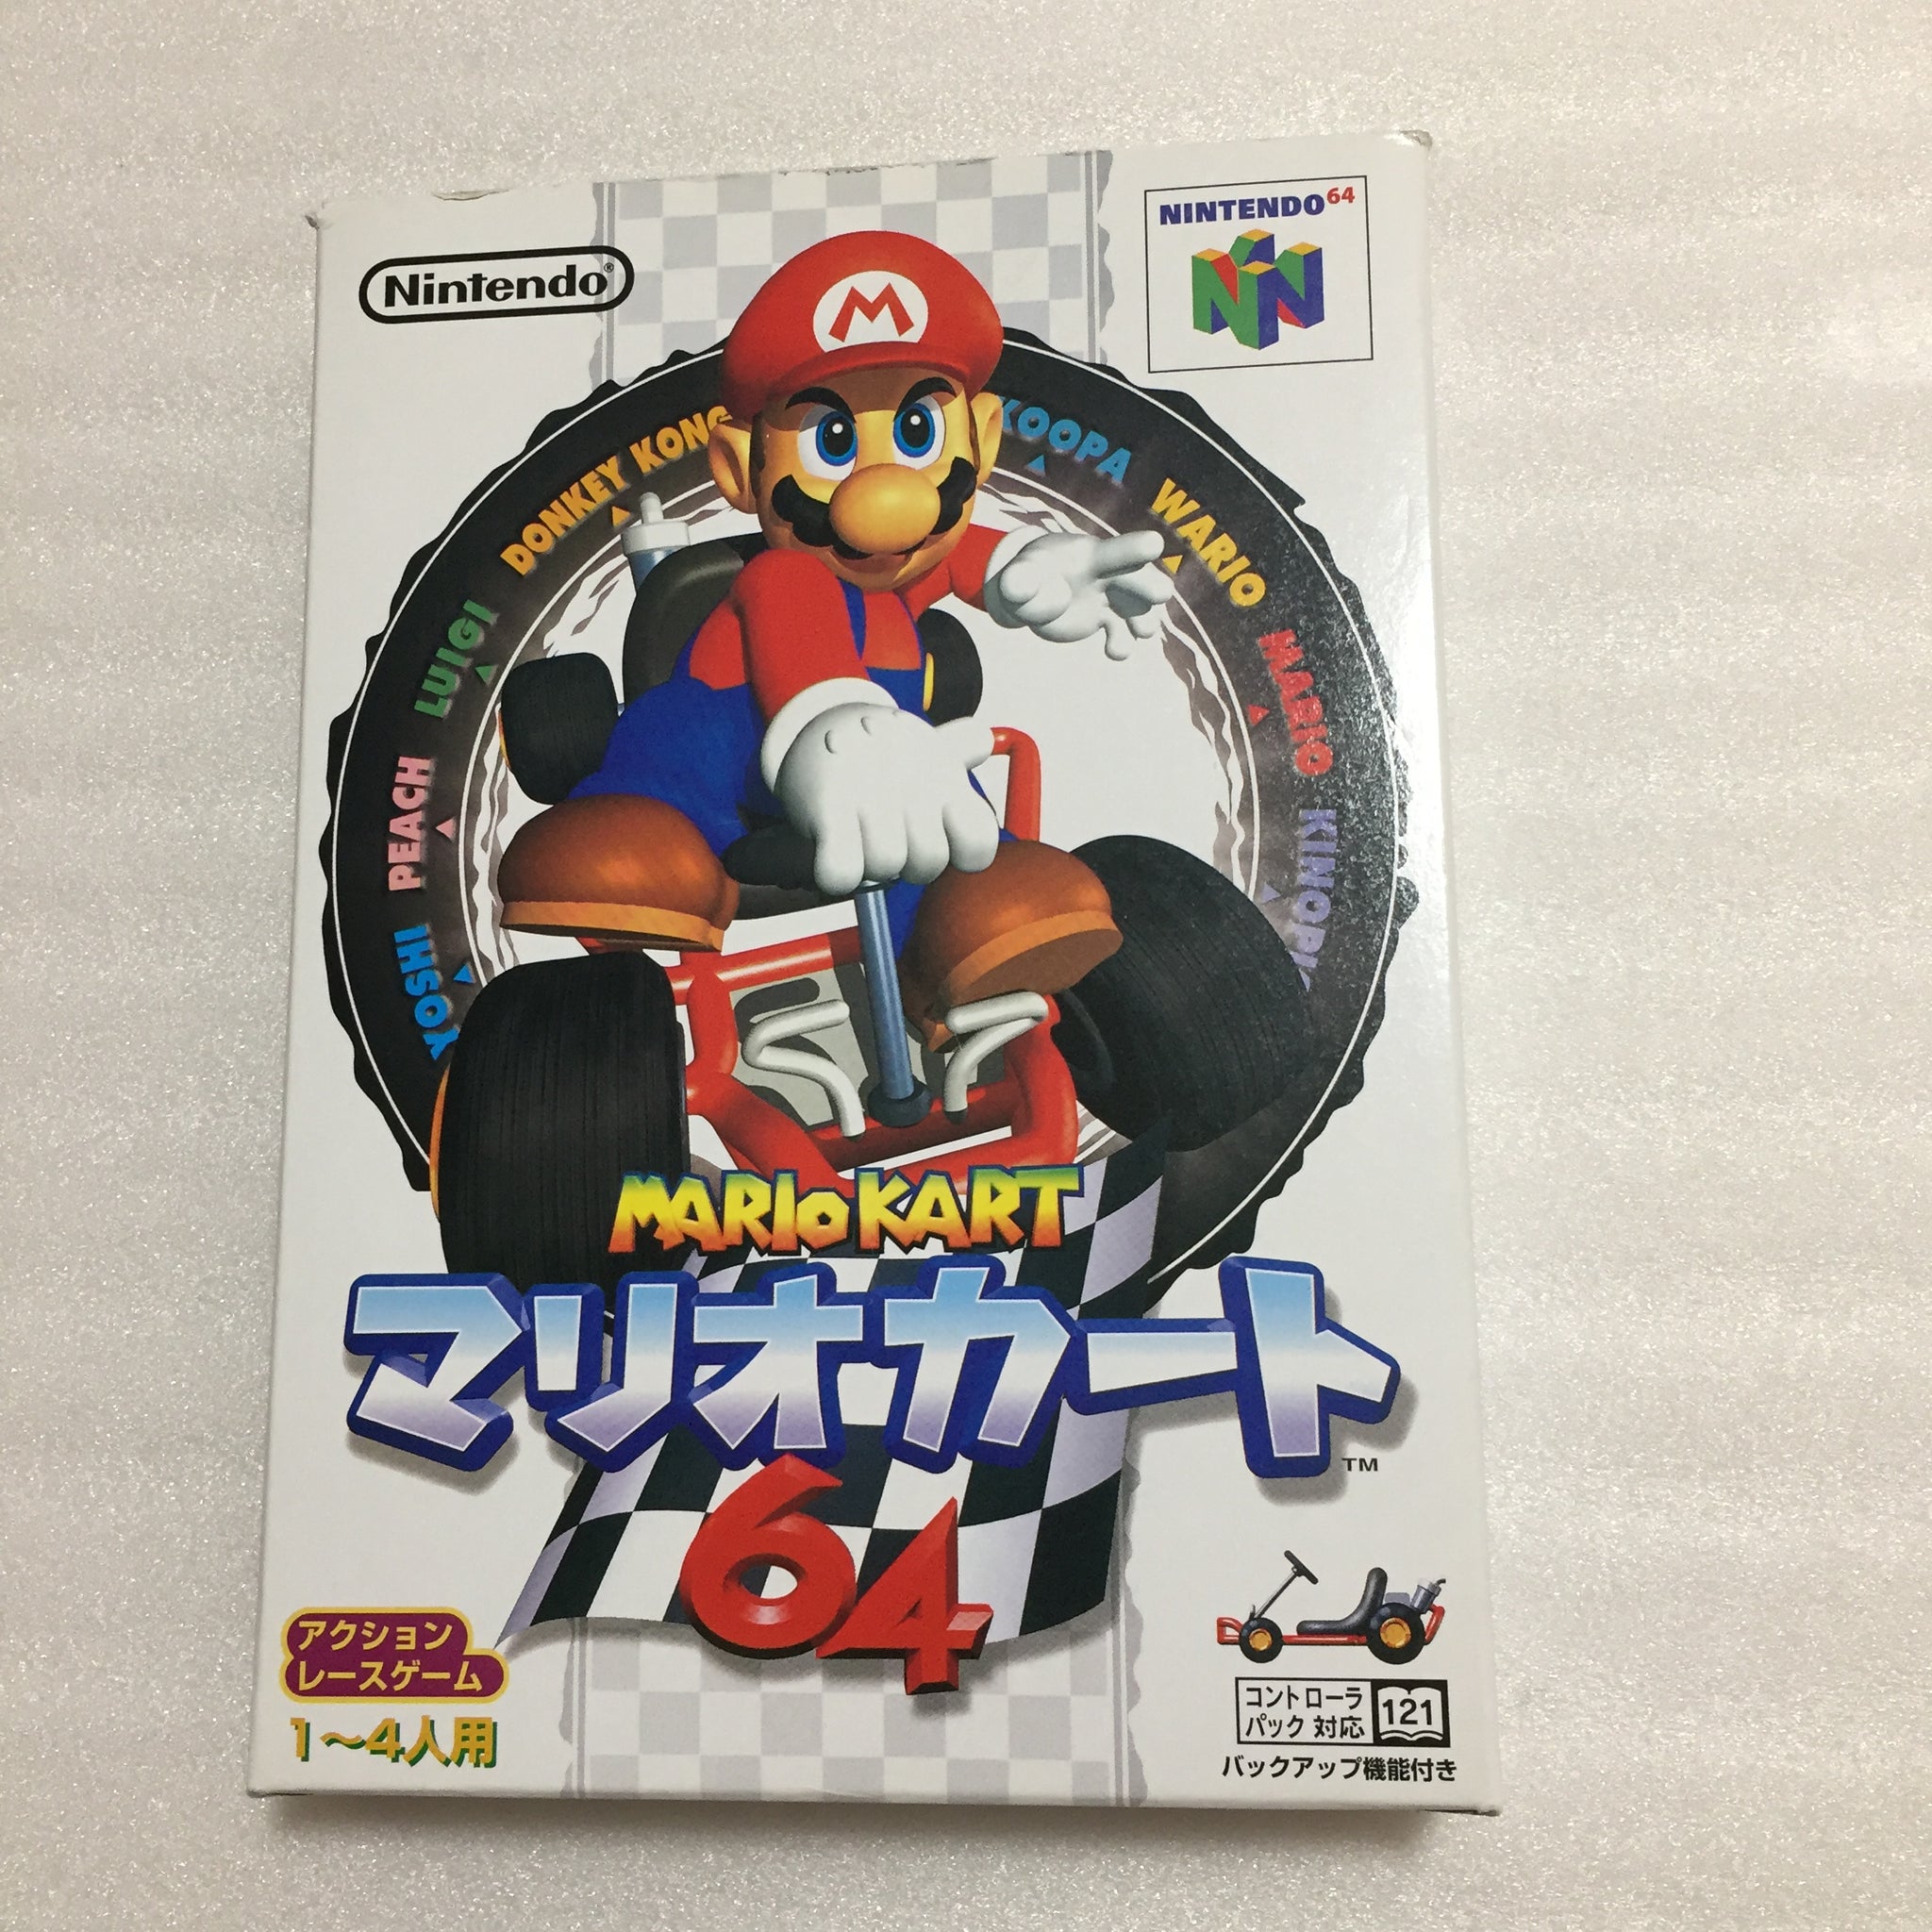 Nintendo®
NINTENDO64
M
DONKEY KONG
KOOPA
WARIO
LUIGI
MARIO
PEACH
YOSHI
MARIO KART
マリオカート
TM
64
アクション
レースゲーム
1〜4人用
コントローラ
パック 対応
121
バックアップ機能付き